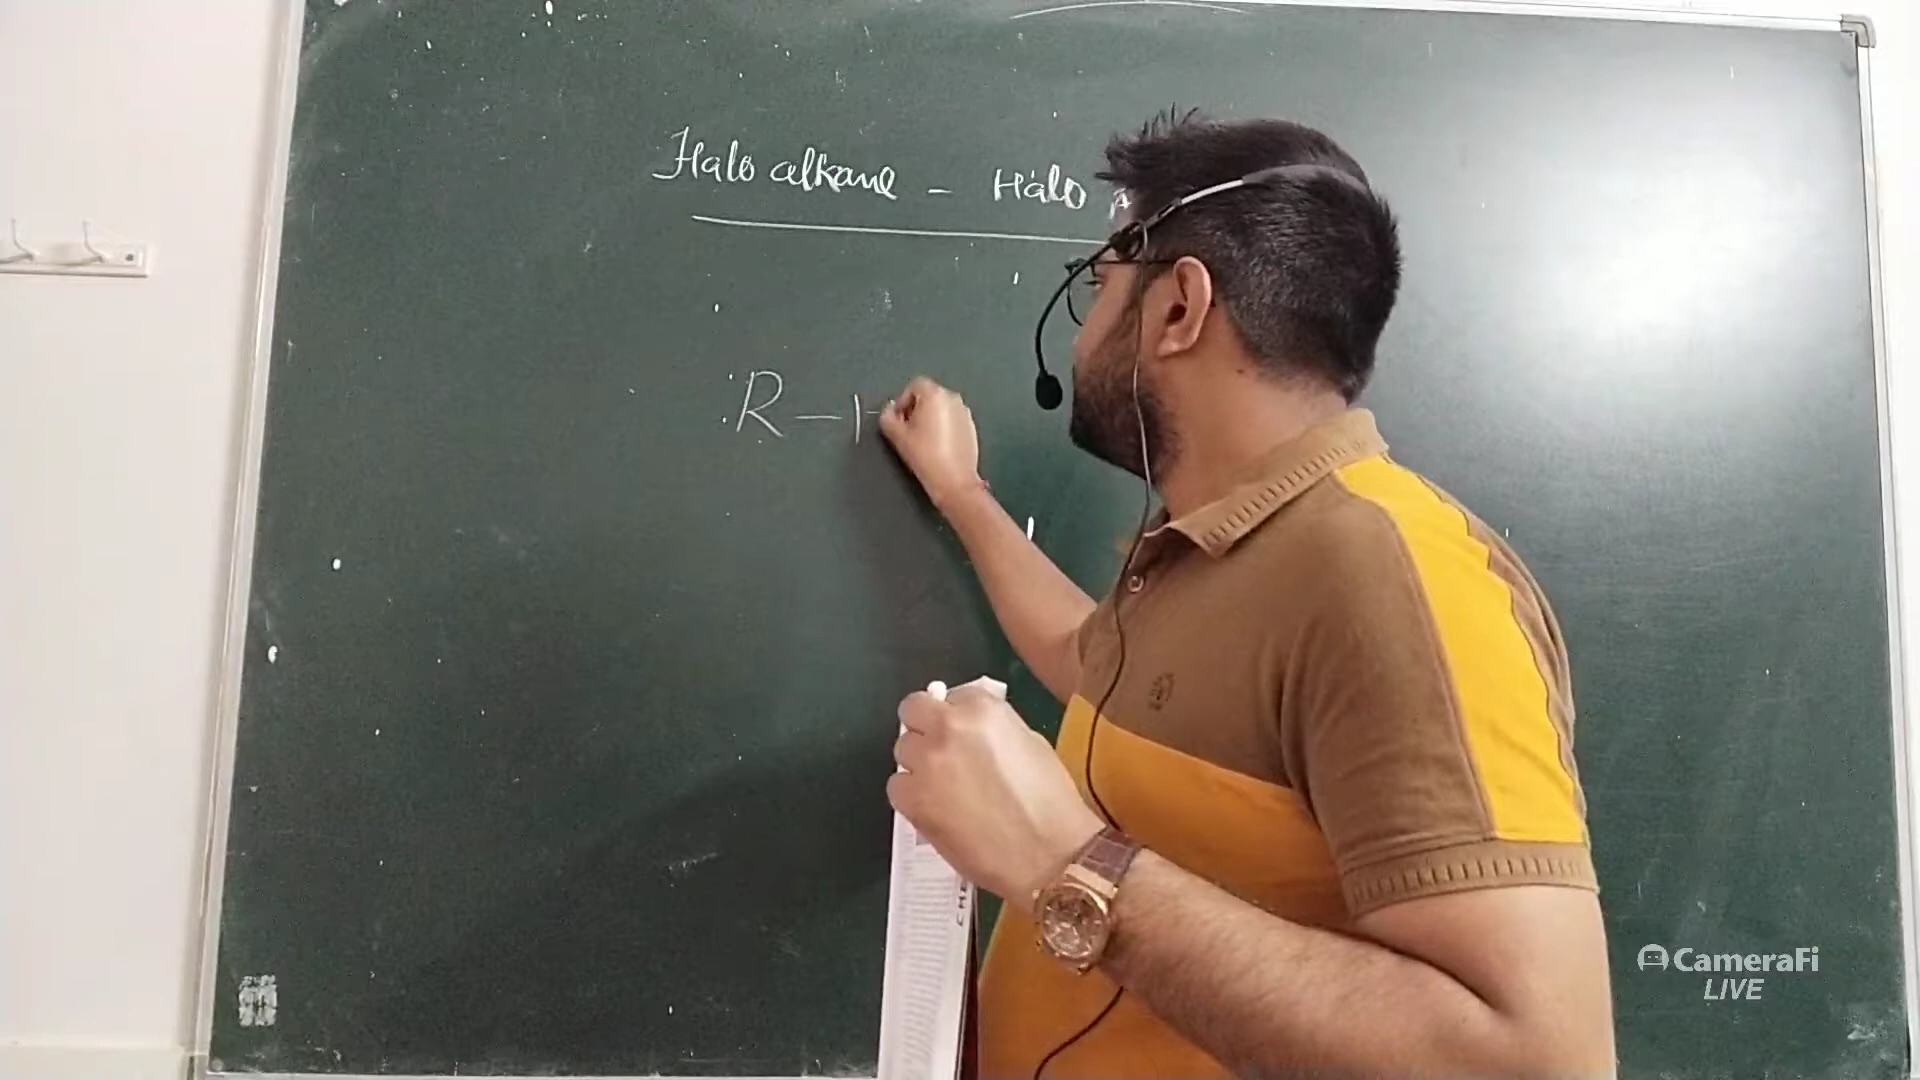 Halo alkane - Halo A
R - H
CameraFi
LIVE